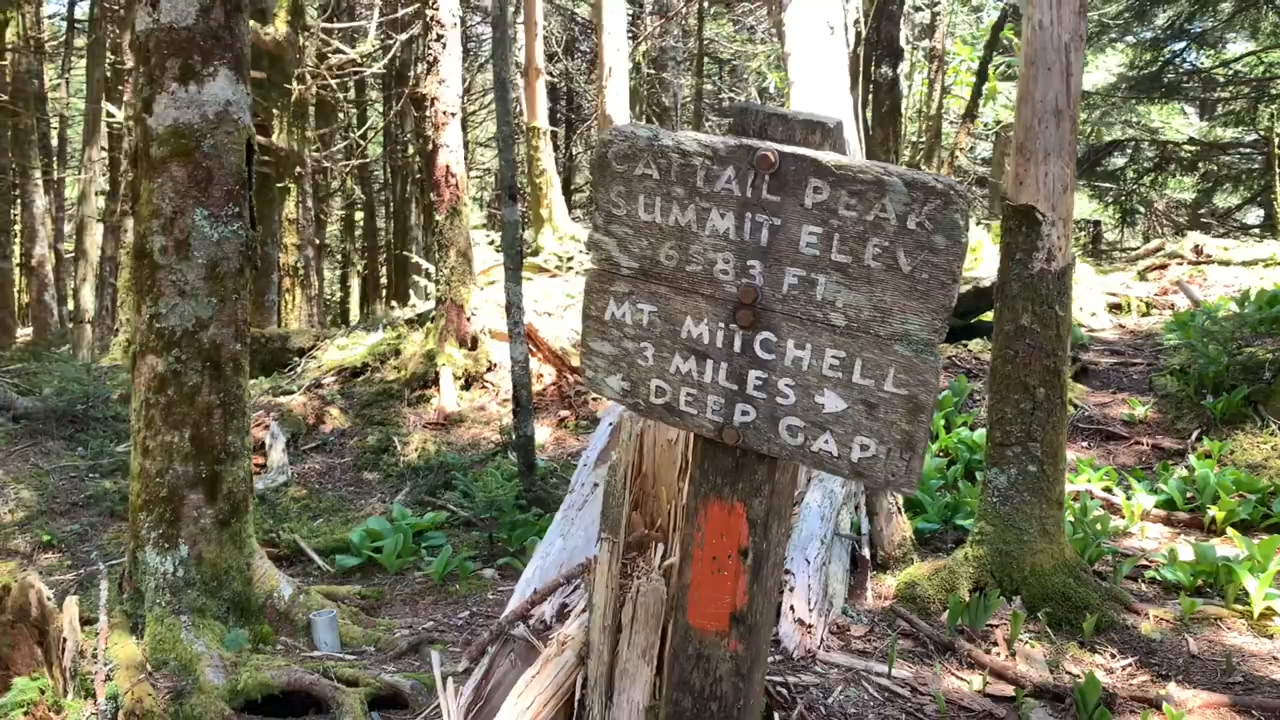 CATTAIL PEAK
SUMMIT ELEV
6583 FT.
MT. MiTCHELL
3 MILES →
← DEEP GAP